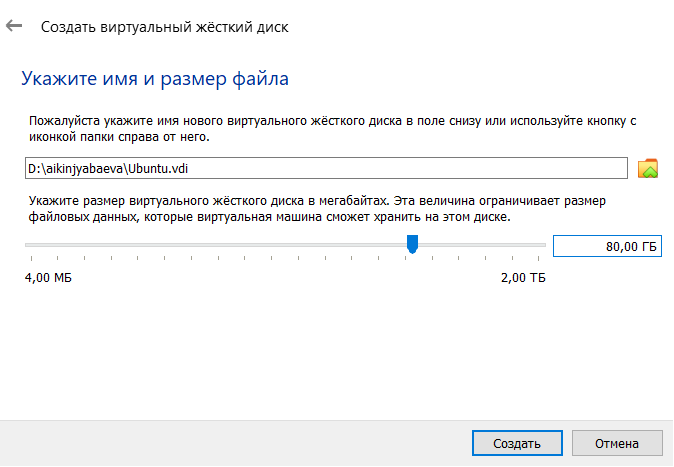 Создать виртуальный жёсткий диск
Укажите имя и размер файла
Пожалуйста укажите имя нового виртуального жёсткого диска в поле снизу или используйте кнопку с
иконкой папки справа от него.
D:\aikinjyabaeva\Ubuntu.vdi
Укажите размер виртуального жёсткого диска в мегабайтах. Эта величина ограничивает размер
файловых данных, которые виртуальная машина сможет хранить на этом диске.
80,00 ГБ
4,00 МБ
2,00 ТБ
Создать
Отмена